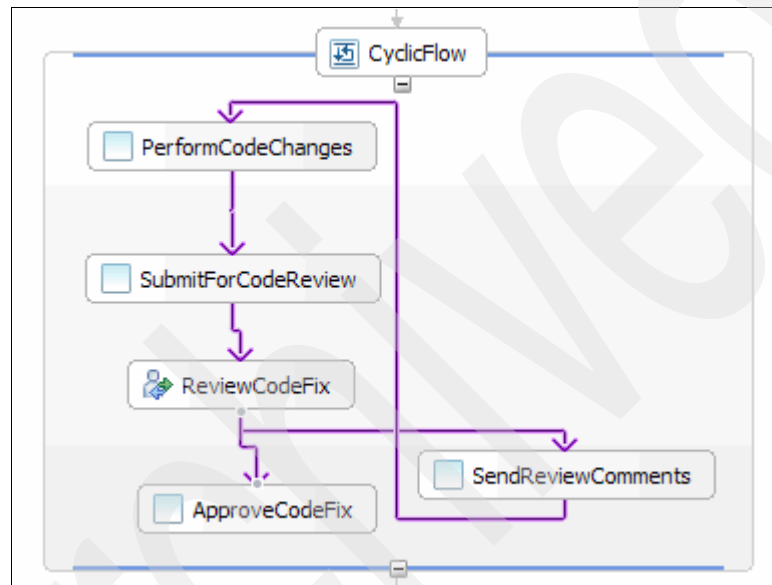 CyclicFlow
PerformCodeChanges
SubmitForCodeReview
ReviewCodeFix
SendReviewComments
ApproveCodeFix